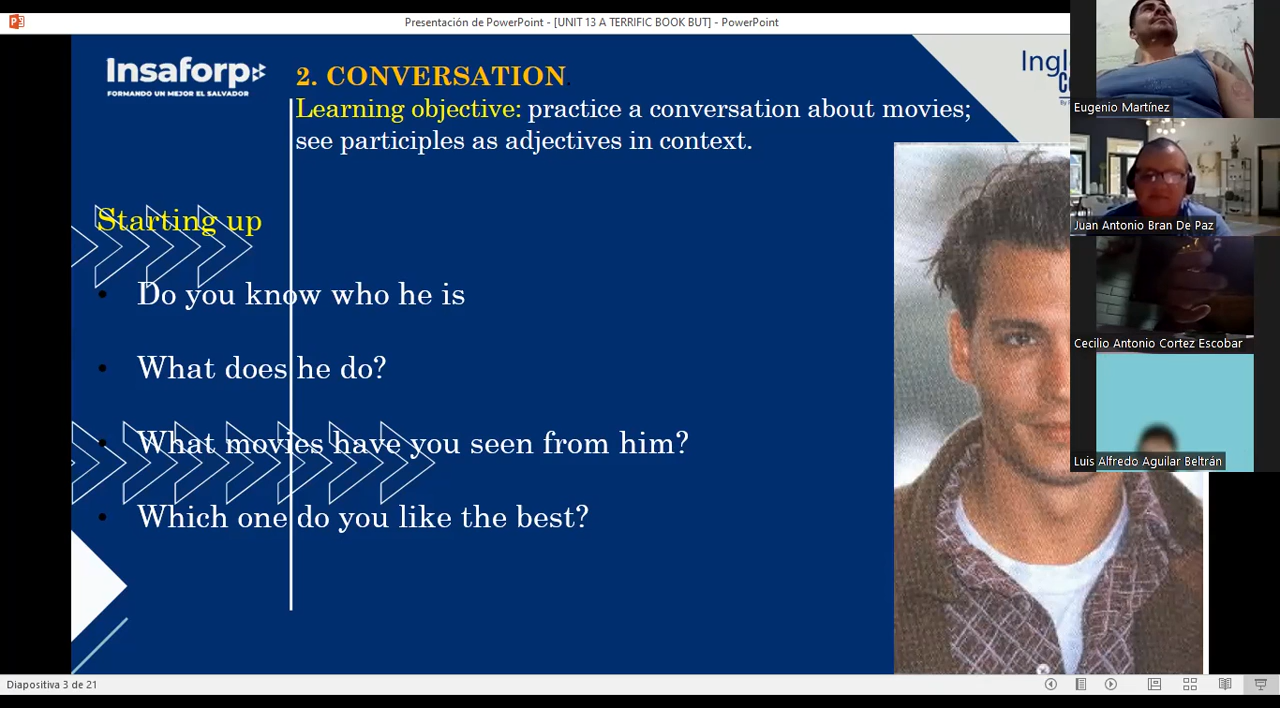 Presentación de PowerPoint - [UNIT 13 A TERRIFIC BOOK BUT] - PowerPoint
Insaforp
FORMANDO UN MEJOR EL SALVADOR
2. CONVERSATION
Learning objective: practice a conversation about movies;
see participles as adjectives in context.
Starting up
• Do you know who he is
• What does he do?
• What movies have you seen from him?
• Which one do you like the best?
Eugenio Martínez
Juan Antonio Bran De Paz
Cecilio Antonio Cortez Escobar
Luis Alfredo Aguilar Beltrán
Diapositiva 3 de 21